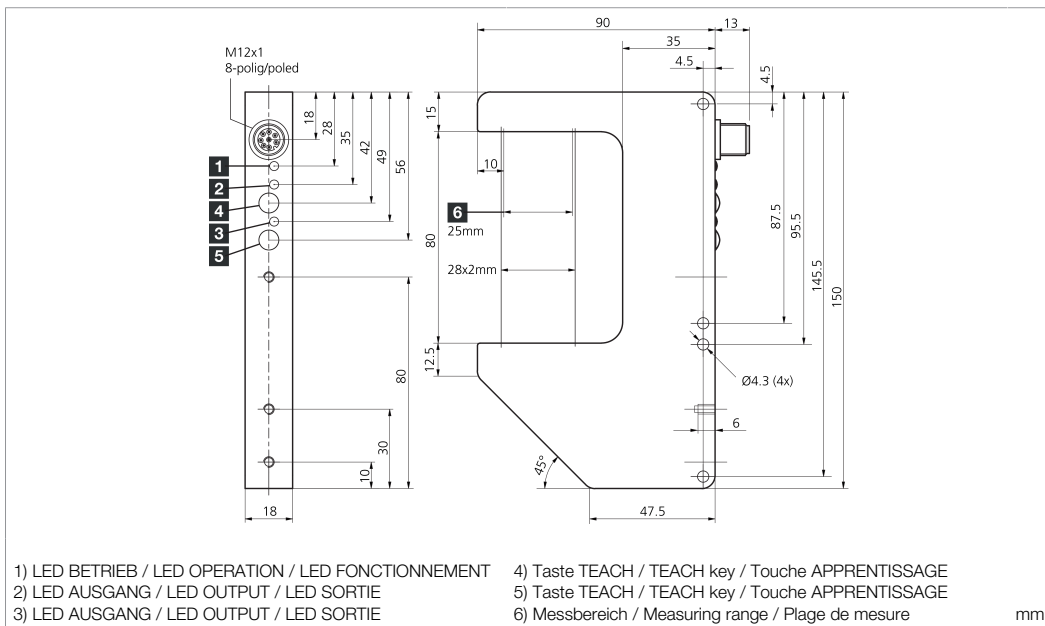 90
13
35
4.5
4.5
M12x1
8-polig/poled
18
28
35
42
49
56
15
10
1
2
4
3
5
6
25mm
80
28x2mm
87.5
95.5
145.5
150
12.5
Ø4.3 (4x)
80
30
10
6
45°
18
47.5
1) LED BETRIEB / LED OPERATION / LED FONCTIONNEMENT
2) LED AUSGANG / LED OUTPUT / LED SORTIE
3) LED AUSGANG / LED OUTPUT / LED SORTIE
4) Taste TEACH / TEACH key / Touche APPRENTISSAGE
5) Taste TEACH / TEACH key / Touche APPRENTISSAGE
6) Messbereich / Measuring range / Plage de mesure
mm